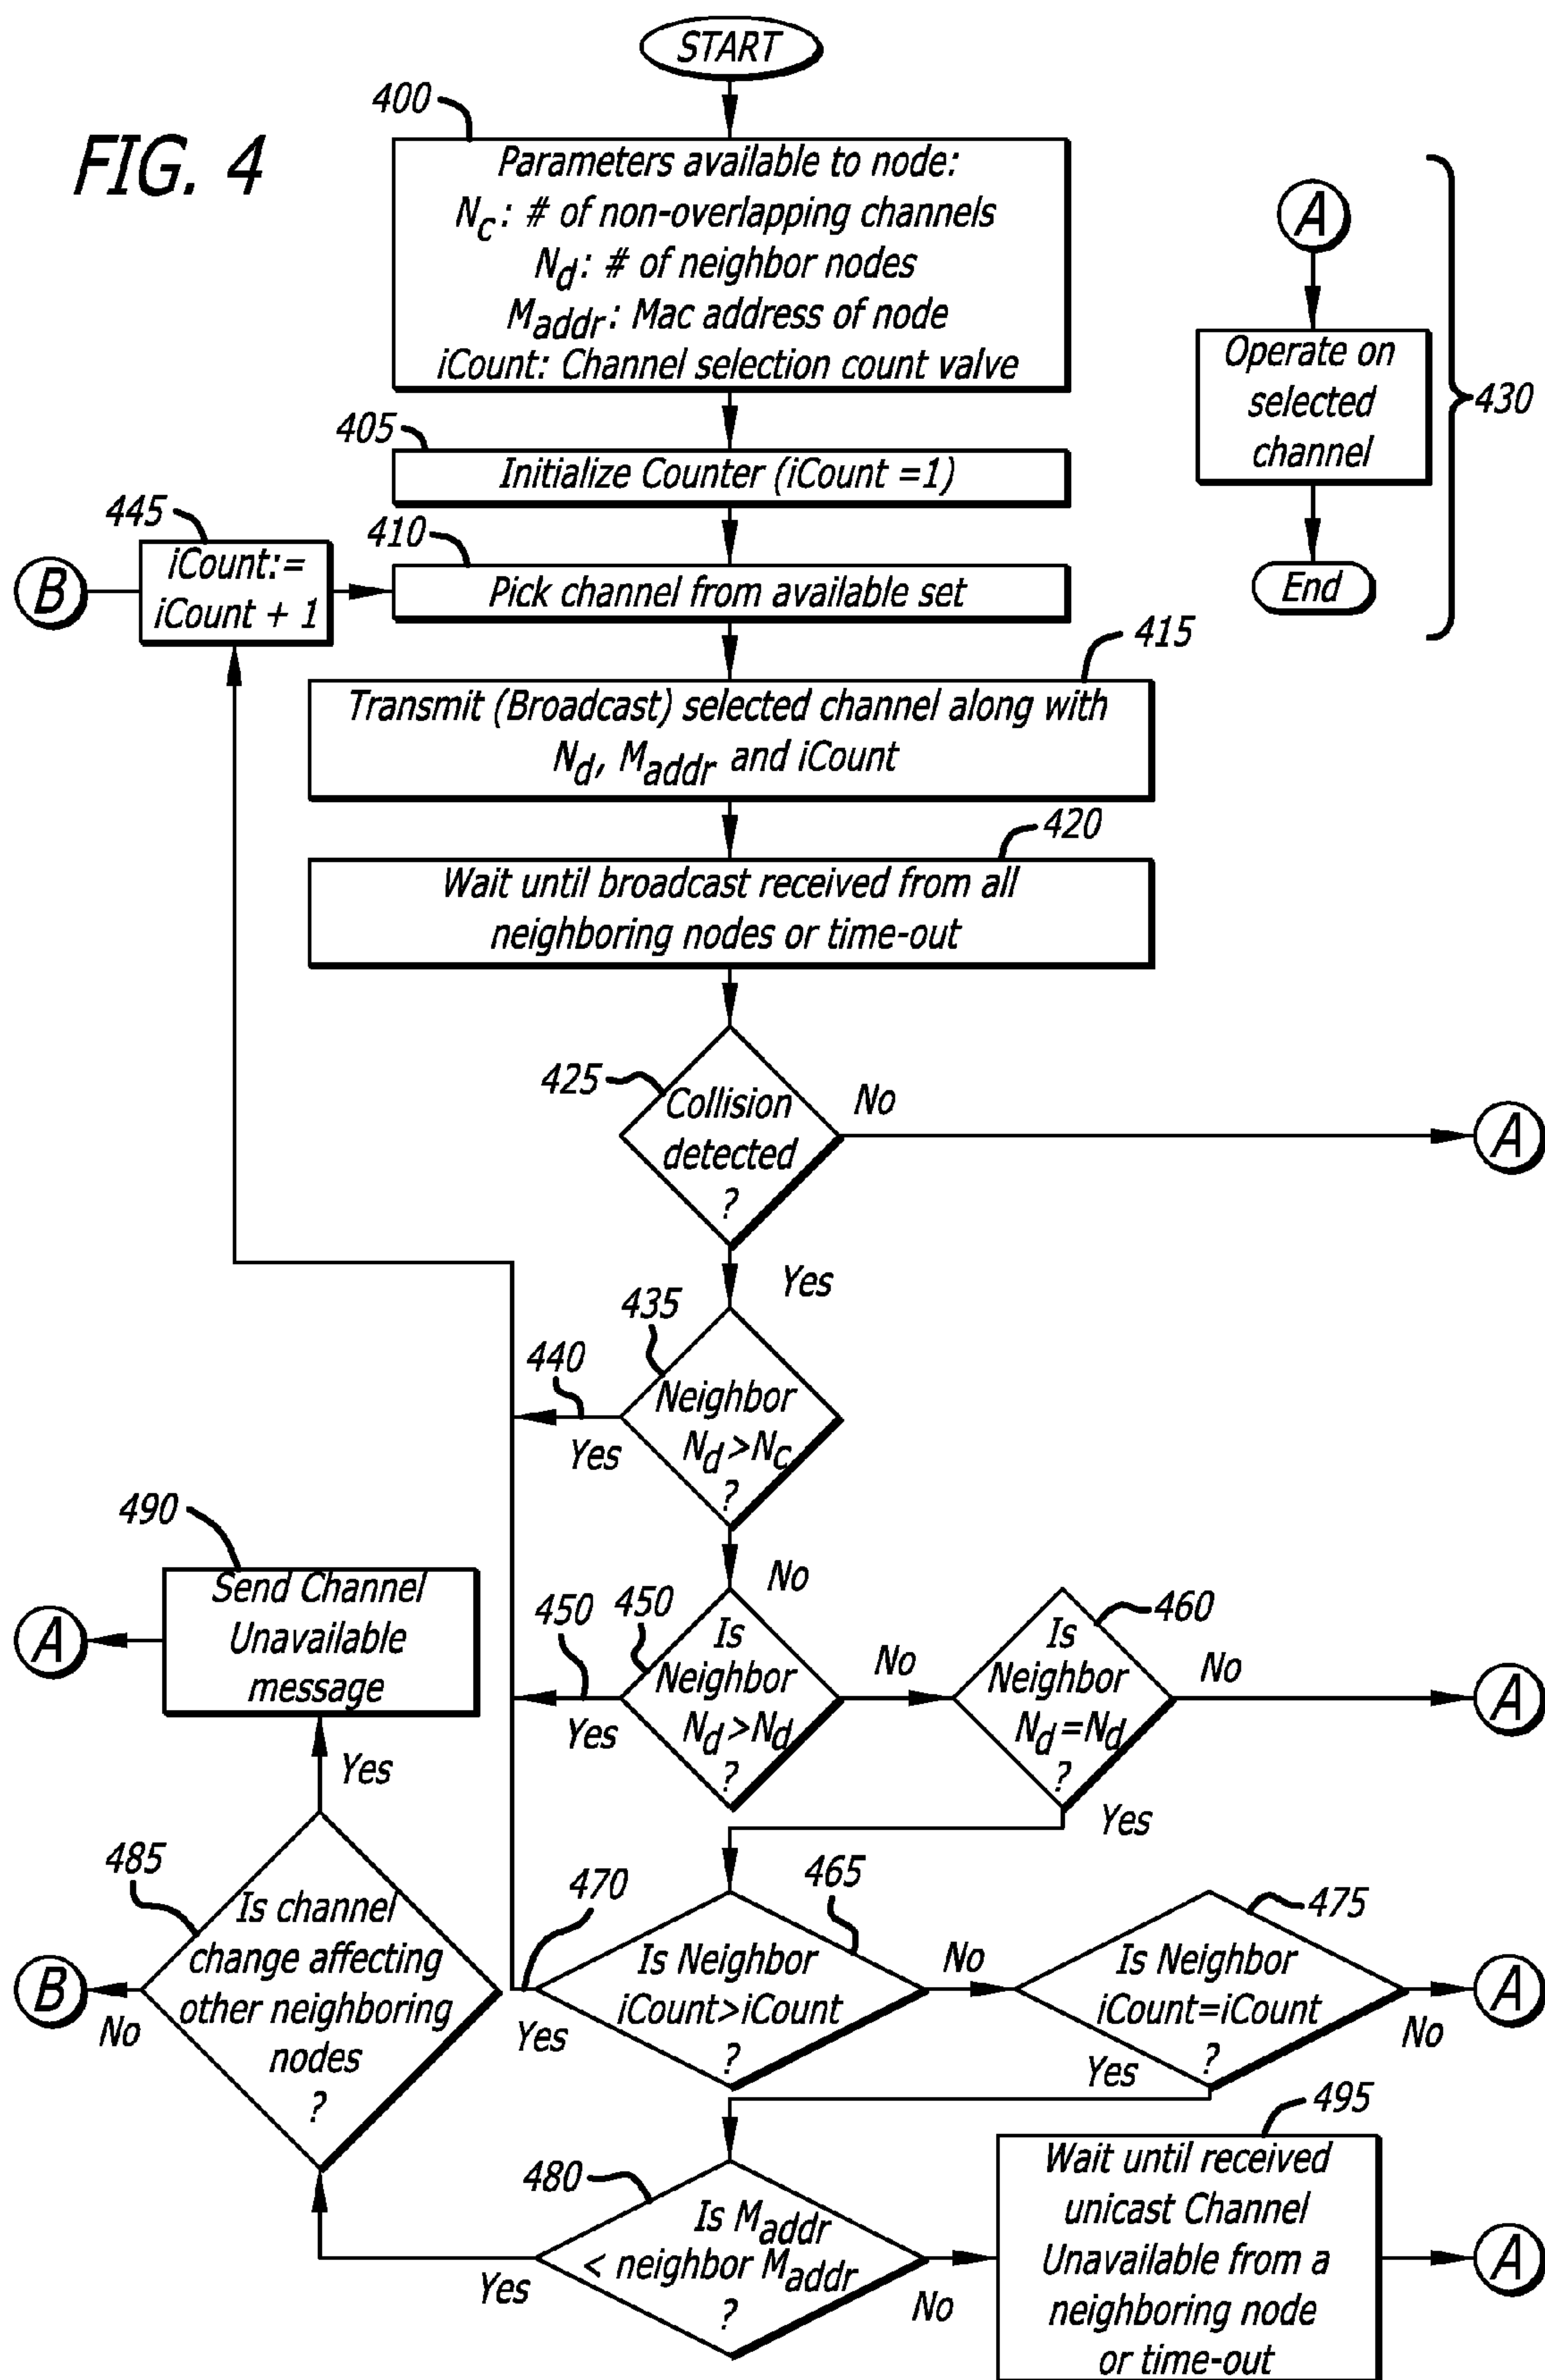 START
400
FIG. 4
Parameters available to node:
Nc: # of non-overlapping channels
Nd: # of neighbor nodes
Maddr: Mac address of node
iCount: Channel selection count valve
A
Operate on
selected
channel
End
430
405
Initialize Counter (iCount =1)
445
B
iCount:=
iCount + 1
410
Pick channel from available set
415
Transmit (Broadcast) selected channel along with
Nd, Maddr and iCount
420
Wait until broadcast received from all
neighboring nodes or time-out
425
Collision
detected
?
No
A
Yes
435
440
Neighbor
Nd>Nc
?
Yes
No
490
Send Channel
Unavailable
message
A
Yes
450
450
Is
Neighbor
Nd>Nd
?
Yes
No
460
Is
Neighbor
Nd=Nd
?
No
A
Yes
485
Is channel
change affecting
other neighboring
nodes
?
B
No
470
465
Is Neighbor
iCount>iCount
?
Yes
No
475
Is Neighbor
iCount=iCount
?
No
A
Yes
480
Is Maddr
< neighbor Maddr
?
Yes
No
495
Wait until received
unicast Channel
Unavailable from a
neighboring node
or time-out
A